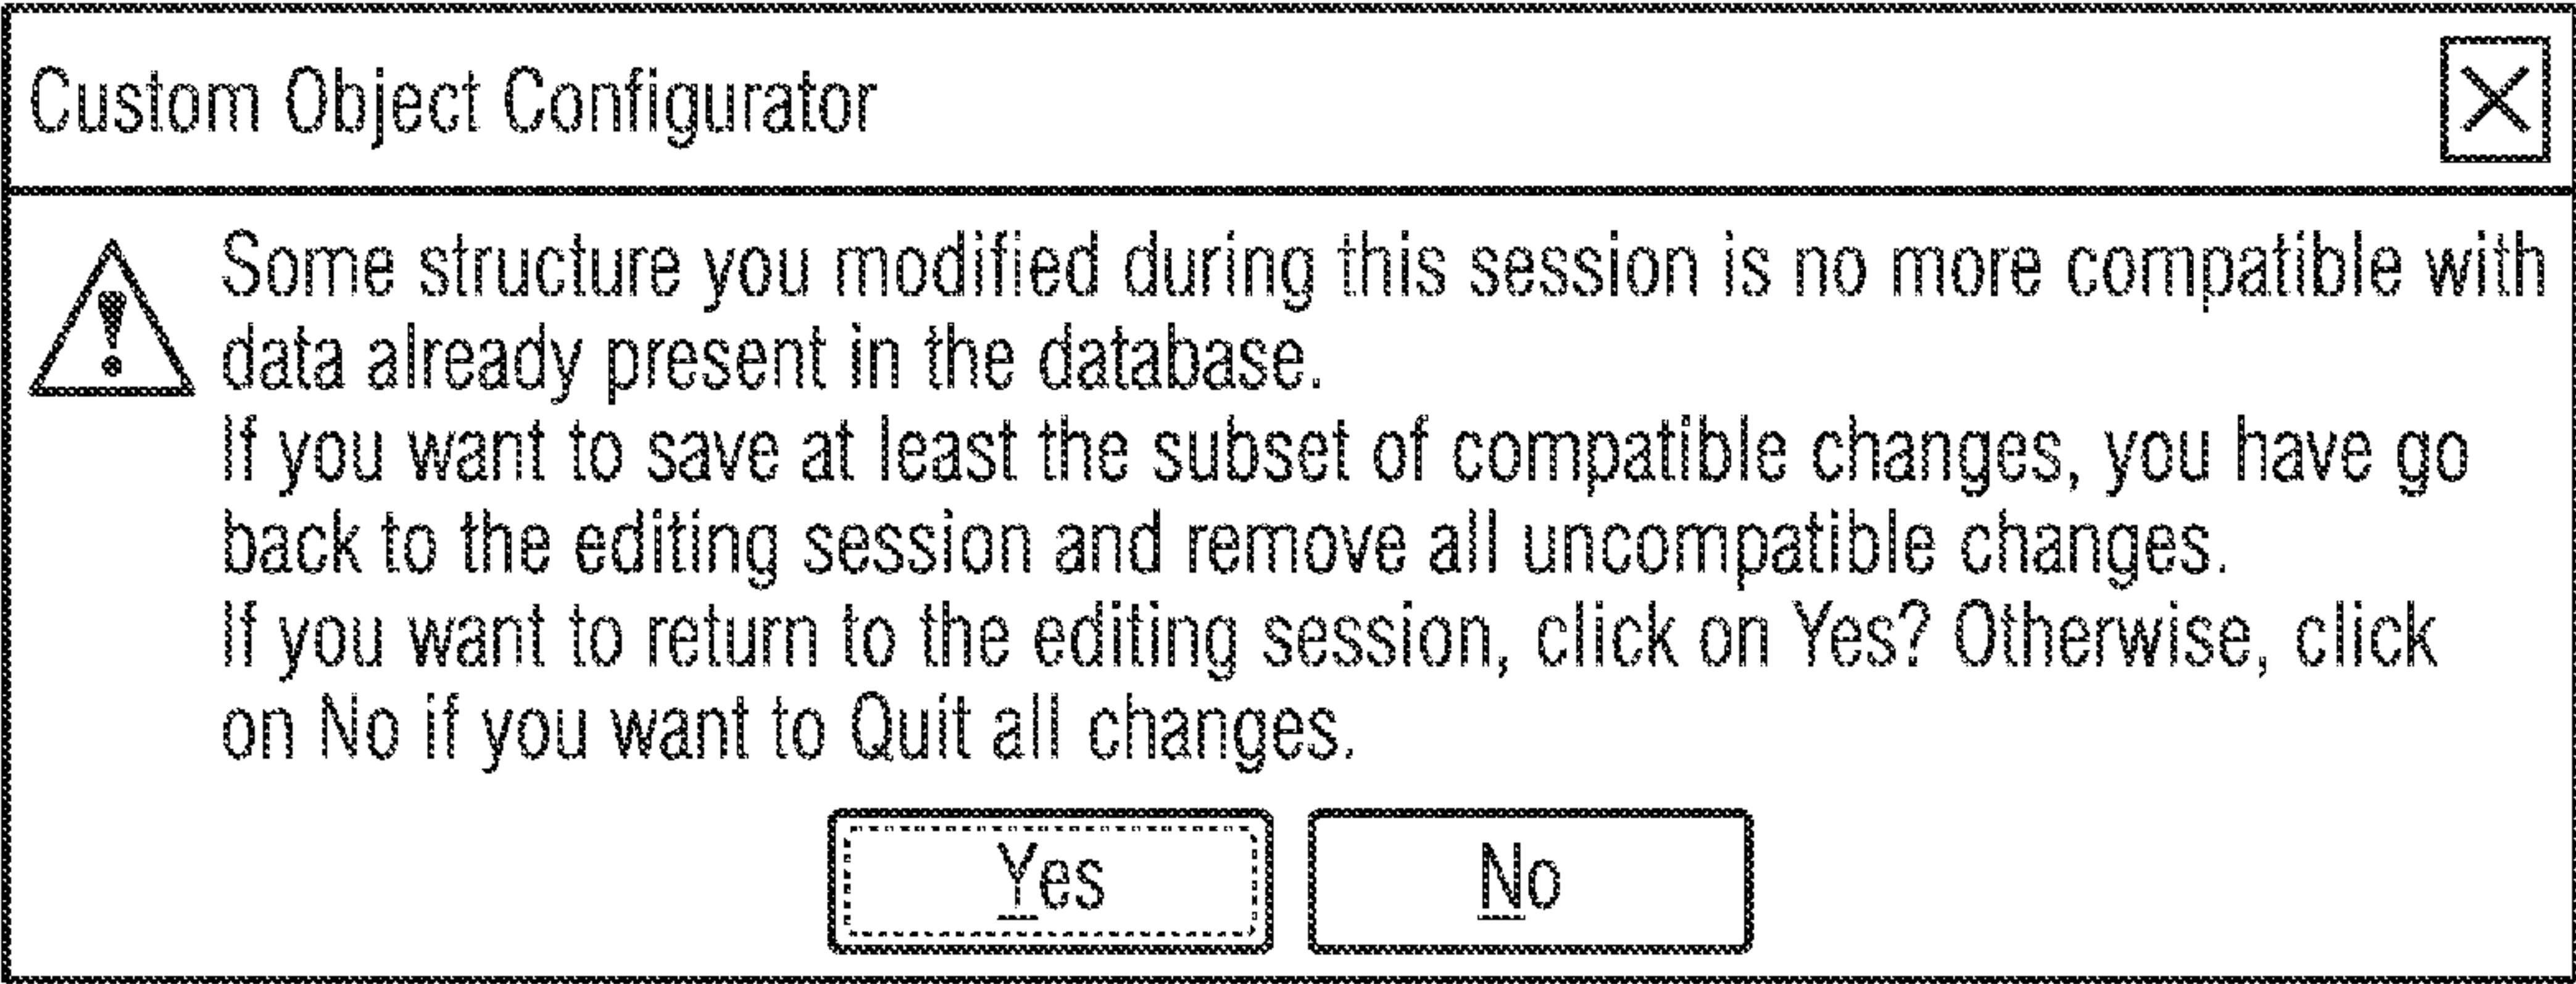 Custom Object Configurator
Some structure you modified during this session is no more compatible with
data already present in the database.
If you want to save at least the subset of compatible changes, you have go
back to the editing session and remove all uncompatible changes.
If you want to return to the editing session, click on Yes? Otherwise, click
on No if you want to Quit all changes.
Yes
No